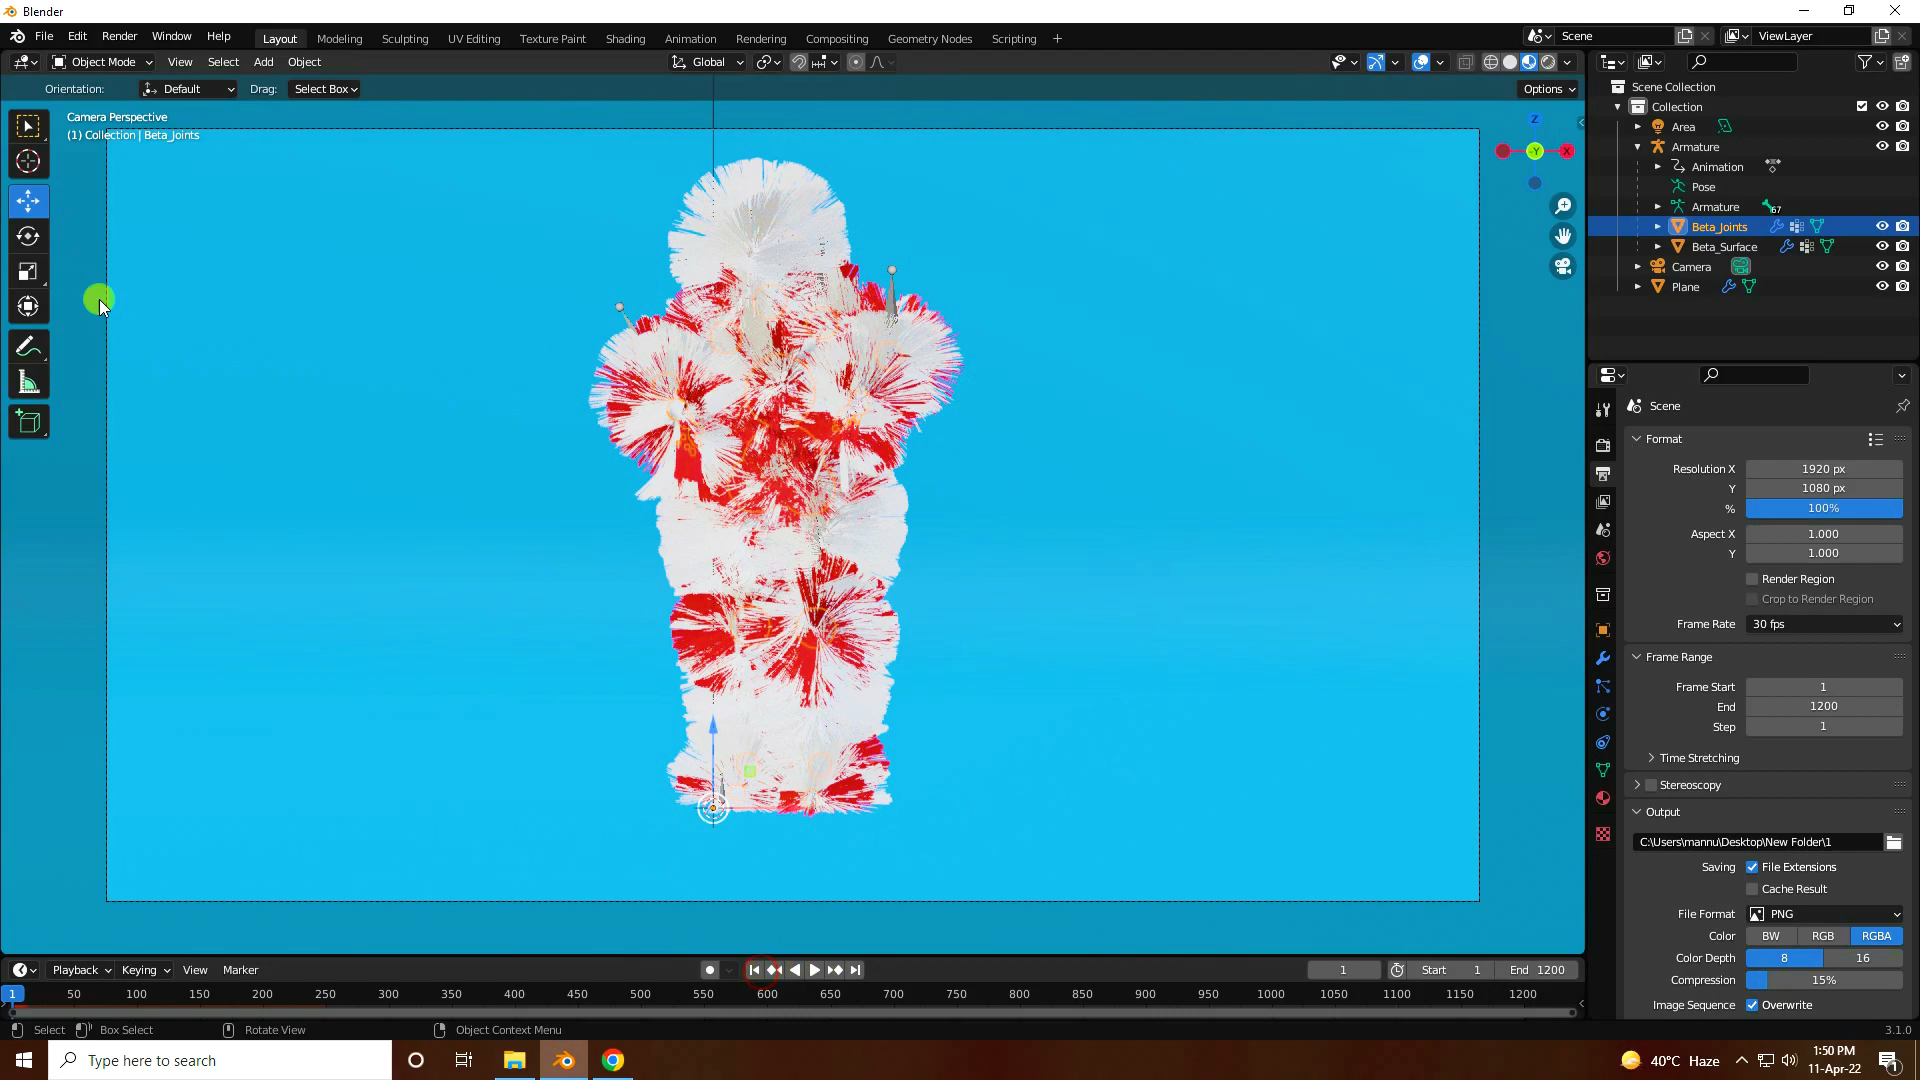 Blender
File Edit Render Window Help
Layout Modeling Sculpting UV Editing Texture Paint Shading Animation Rendering Compositing Geometry Nodes Scripting +
Scene
ViewLayer
Object Mode View Select Add Object
Global
Orientation: Default Drag: Select Box
Options
Camera Perspective
(1) Collection | Beta_Joints
Z
-Y
X
Scene Collection
Collection
Area
Armature
Animation
Pose
Armature 67
Beta_Joints
Beta_Surface
Camera
Plane
Scene
Format
Resolution X 1920 px
Y 1080 px
% 100%
Aspect X 1.000
Y 1.000
Render Region
Crop to Render Region
Frame Rate 30 fps
Frame Range
Frame Start 1
End 1200
Step 1
Time Stretching
Stereoscopy
Output
C:\Users\mannu\Desktop\New Folder\1
Saving File Extensions
Cache Result
File Format PNG
Color BW RGB RGBA
Color Depth 8 16
Compression 15%
Image Sequence Overwrite
Playback Keying View Marker
1 Start 1 End 1200
1 50 100 150 200 250 300 350 400 450 500 550 600 650 700 750 800 850 900 950 1000 1050 1100 1150 1200
Select Box Select Rotate View Object Context Menu
3.1.0
Type here to search
40°C Haze
1:50 PM
11-Apr-22
1